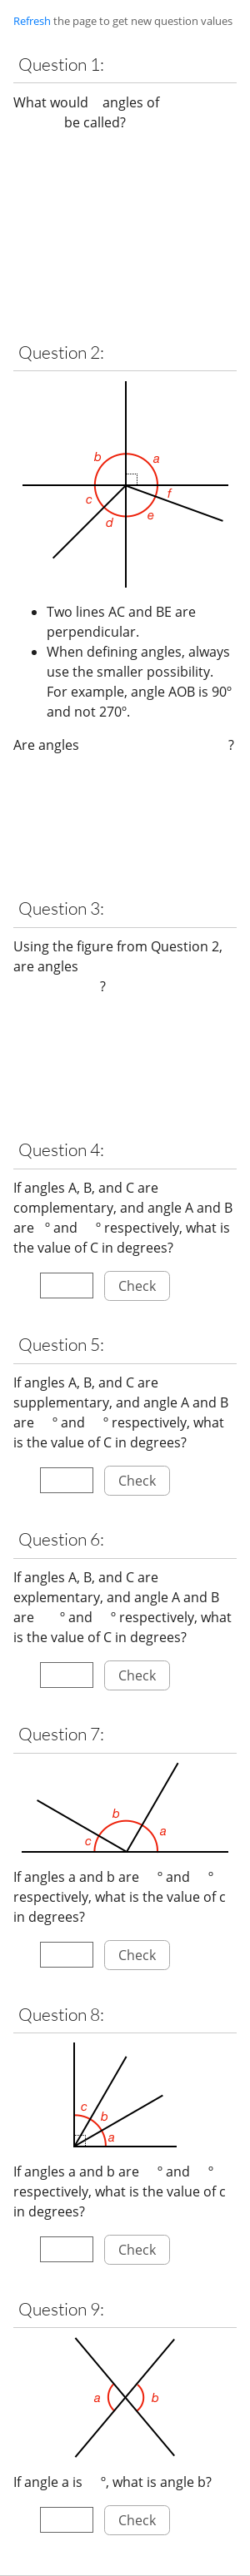 Refresh the page to get new question values
Question 1:
What would angles of
be called?
Question 2:
b
a
c
f
d
e
• Two lines AC and BE are
perpendicular.
• When defining angles, always
use the smaller possibility.
For example, angle AOB is 90º
and not 270º.
Are angles ?
Question 3:
Using the figure from Question 2,
are angles
?
Question 4:
If angles A, B, and C are
complementary, and angle A and B
are º and º respectively, what is
the value of C in degrees?
Check
Question 5:
If angles A, B, and C are
supplementary, and angle A and B
are º and º respectively, what
is the value of C in degrees?
Check
Question 6:
If angles A, B, and C are
explementary, and angle A and B
are º and º respectively, what
is the value of C in degrees?
Check
Question 7:
b
a
c
If angles a and b are º and º
respectively, what is the value of c
in degrees?
Check
Question 8:
c
b
a
If angles a and b are º and º
respectively, what is the value of c
in degrees?
Check
Question 9:
a b
If angle a is º, what is angle b?
Check